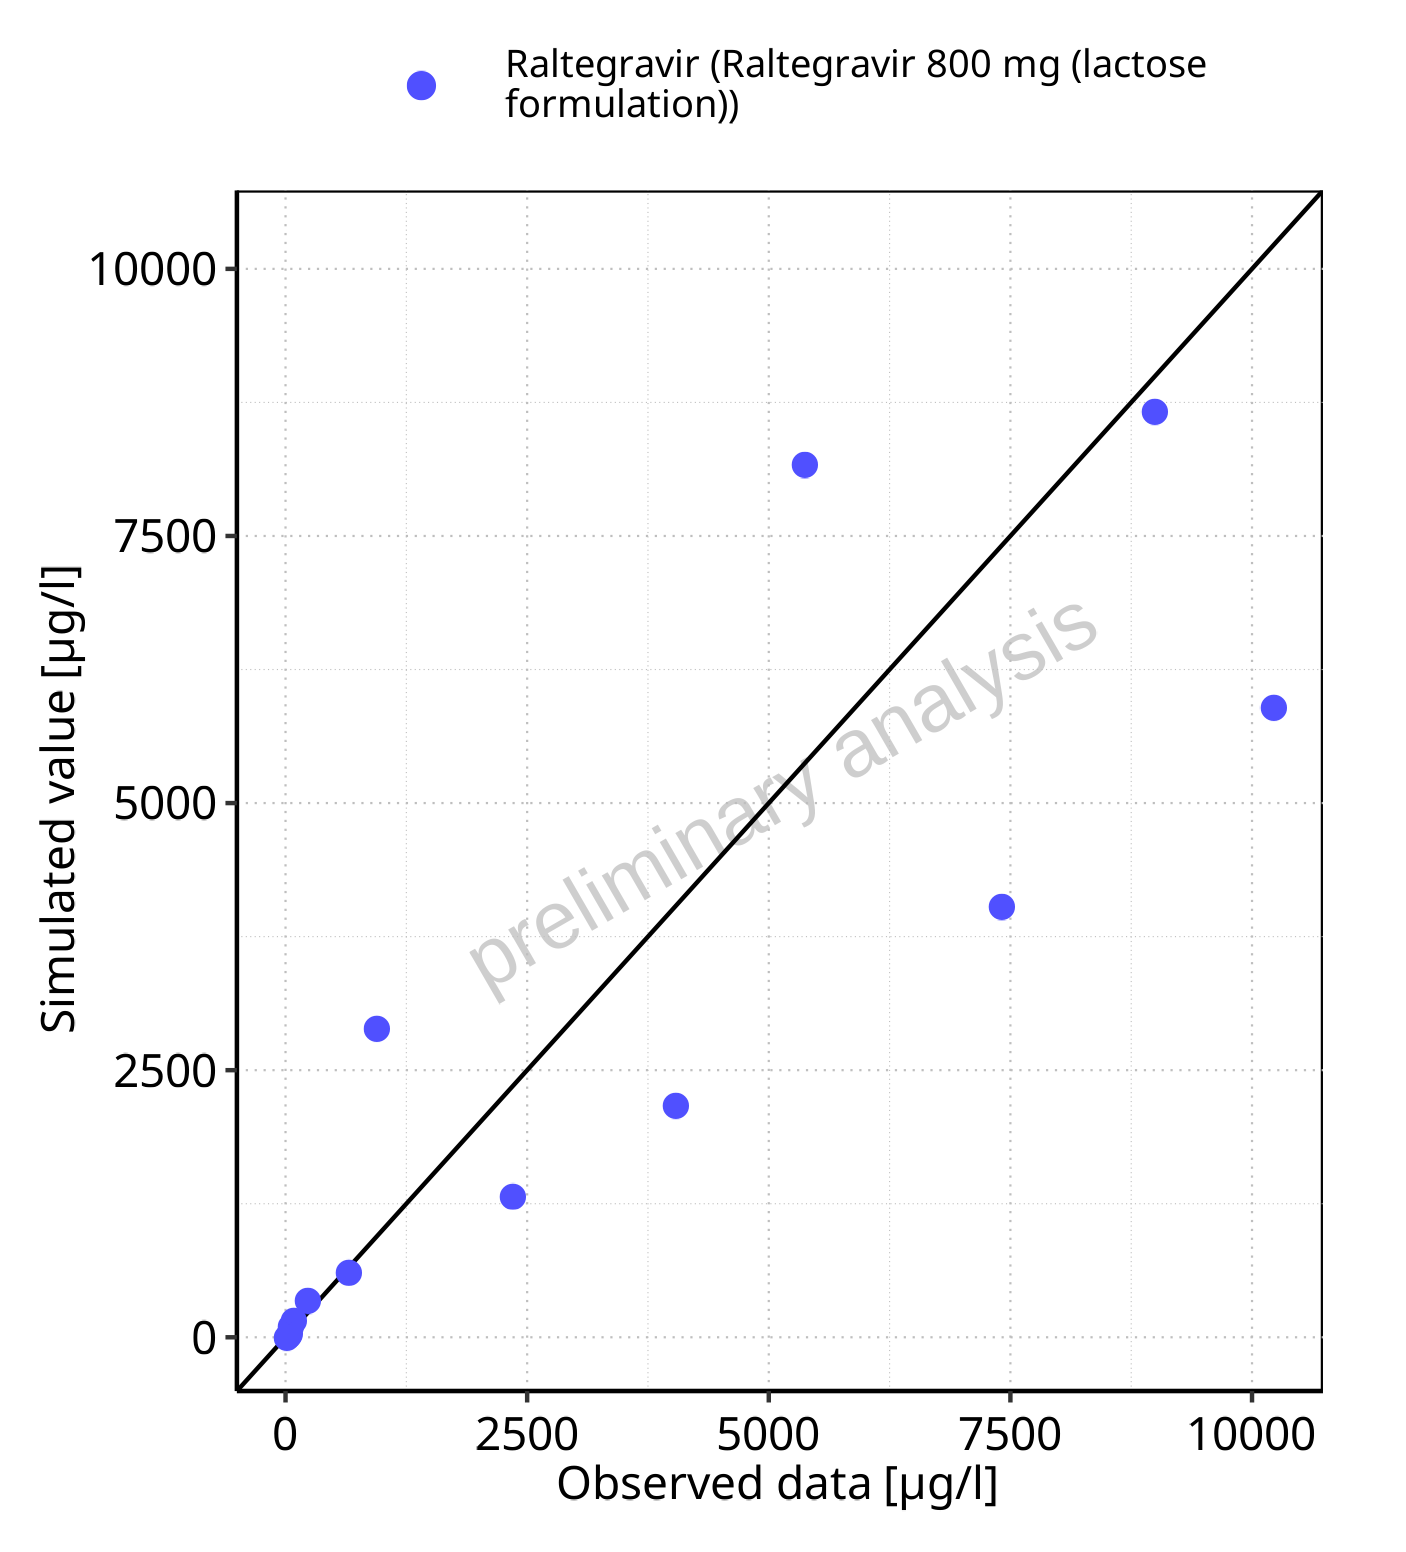 Raltegravir (Raltegravir 800 mg (lactose
formulation))
10000
7500
5000
2500
0
Simulated value [µg/l]
preliminary analysis
0 2500 5000 7500 10000
Observed data [µg/l]